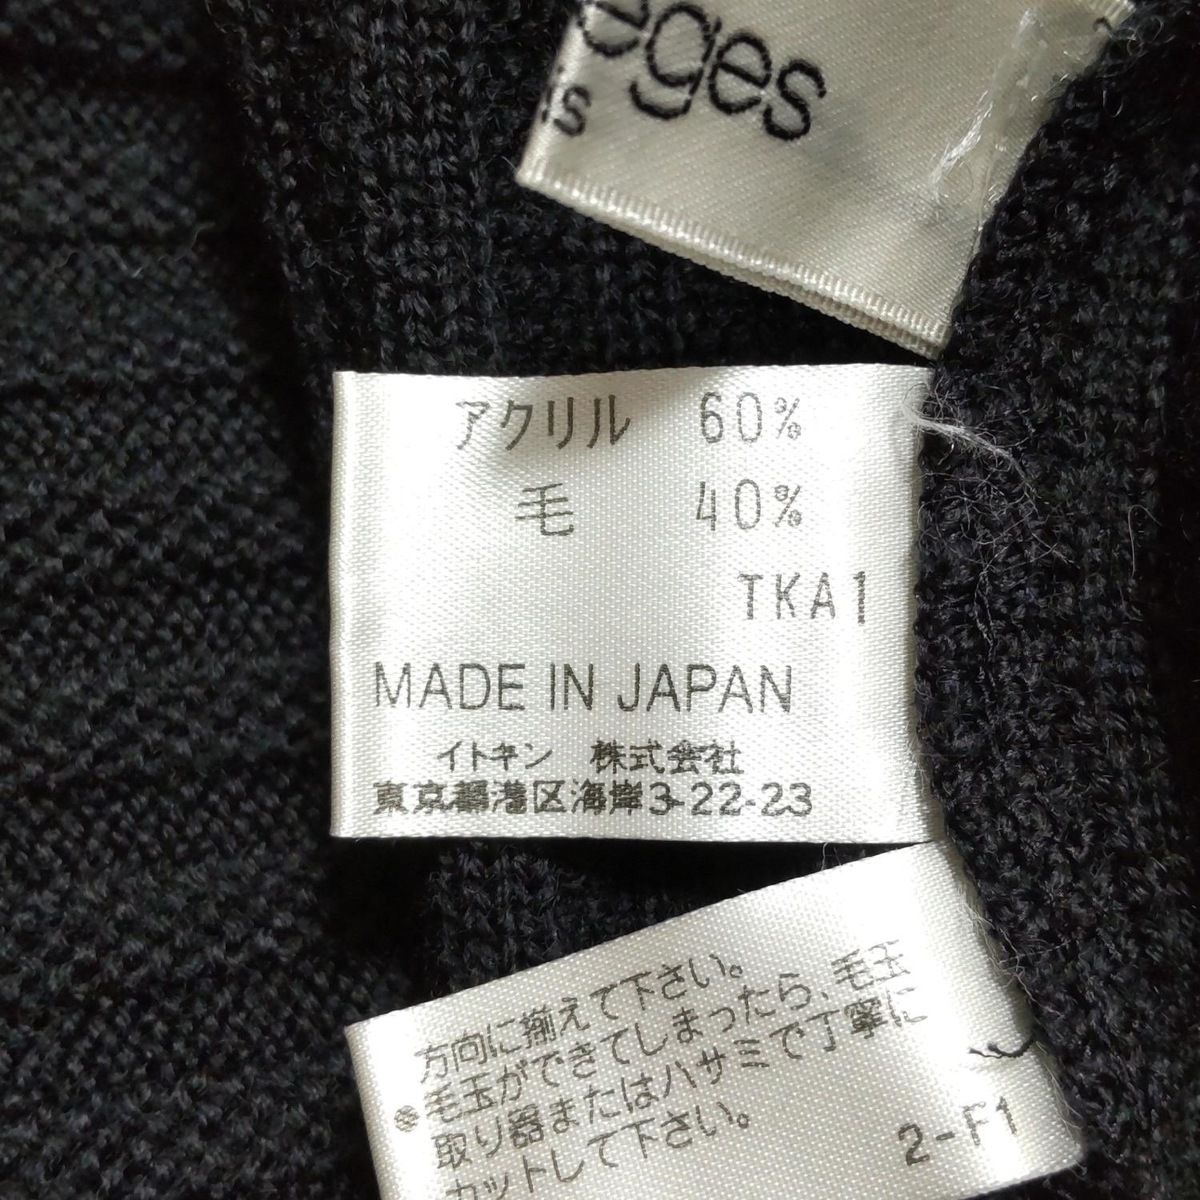 eges
is
アクリル 60%
毛 40%
TKA1
MADE IN JAPAN
イトキン 株式会社
東京都港区海岸3-22-23
方向に揃えて下さい。
※毛玉ができてしまったら、毛玉
取り器またはハサミで丁寧に
カットして下さい。
2-F1